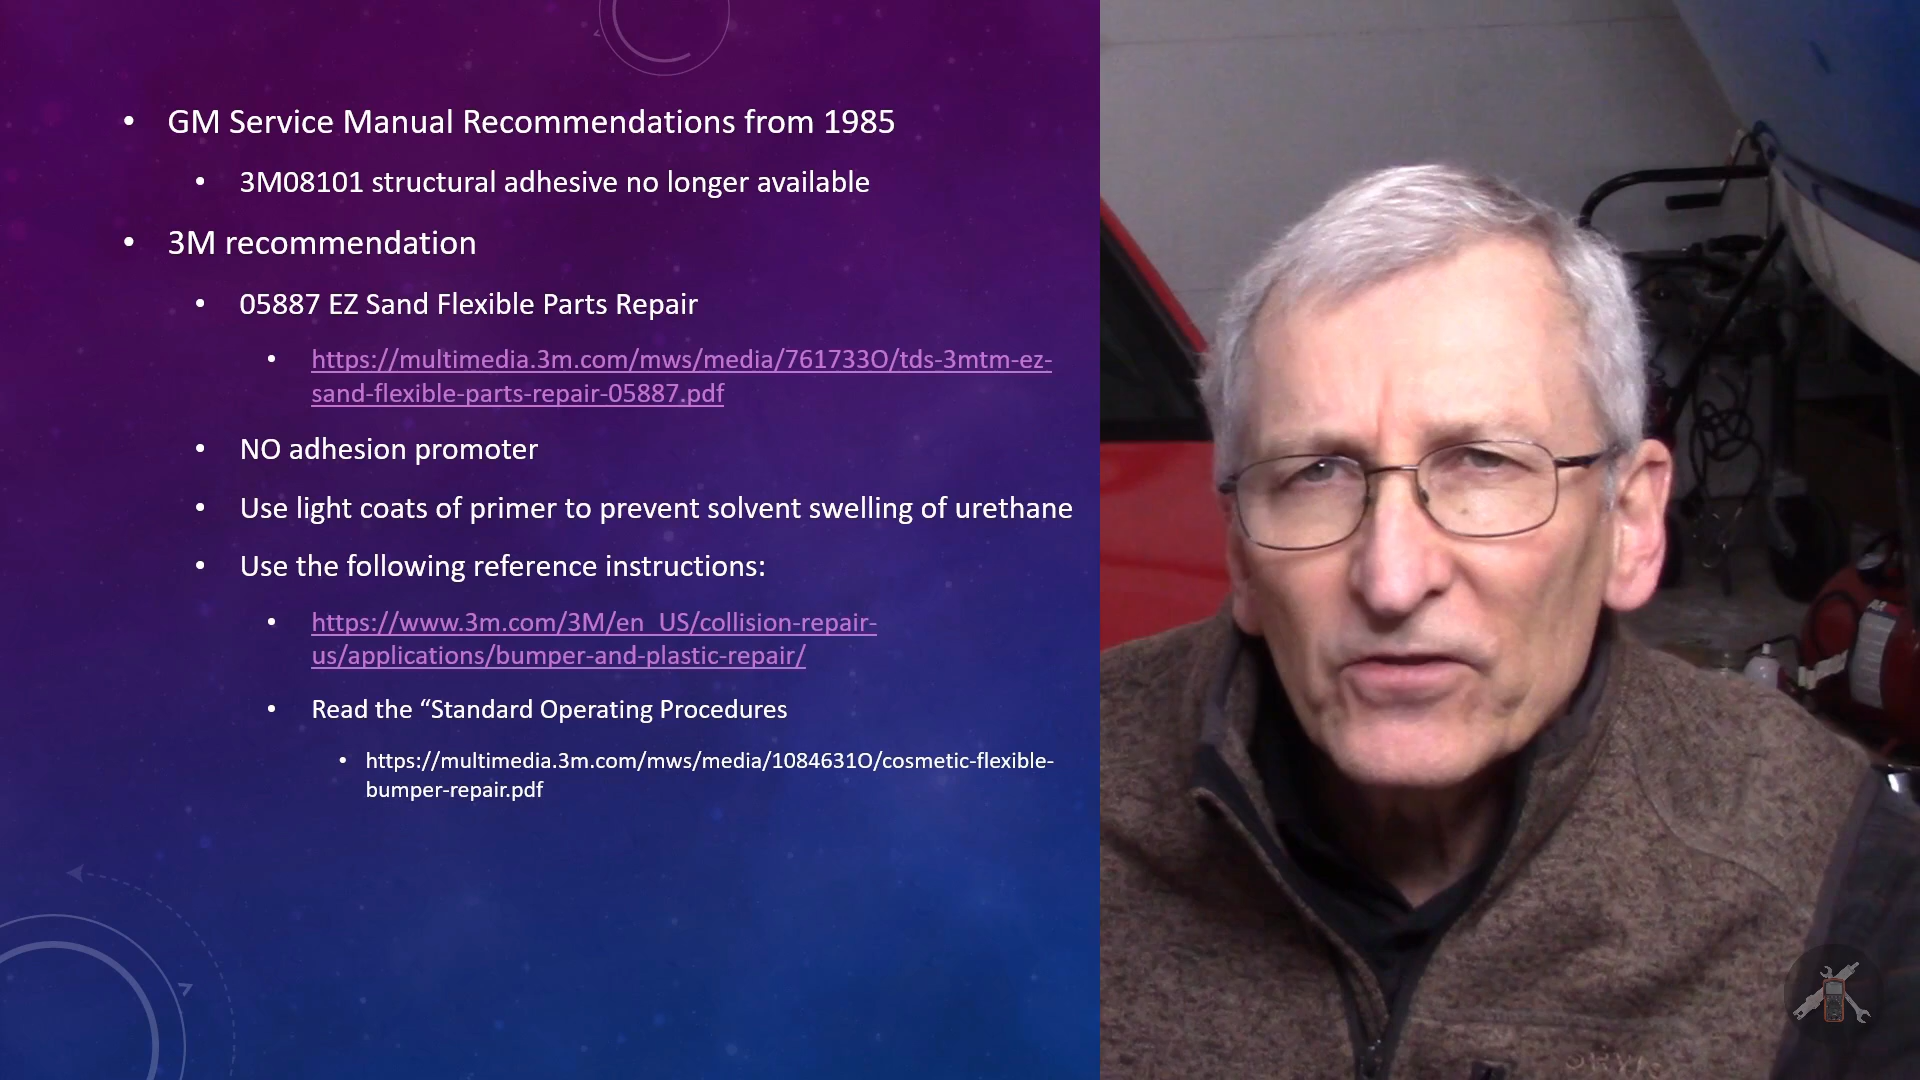 • GM Service Manual Recommendations from 1985
• 3M08101 structural adhesive no longer available
• 3M recommendation
• 05887 EZ Sand Flexible Parts Repair
• https://multimedia.3m.com/mws/media/761733O/tds-3mtm-ez-
sand-flexible-parts-repair-05887.pdf
• NO adhesion promoter
• Use light coats of primer to prevent solvent swelling of urethane
• Use the following reference instructions:
• https://www.3m.com/3M/en_US/collision-repair-
us/applications/bumper-and-plastic-repair/
• Read the “Standard Operating Procedures
• https://multimedia.3m.com/mws/media/1084631O/cosmetic-flexible-
bumper-repair.pdf
AIR